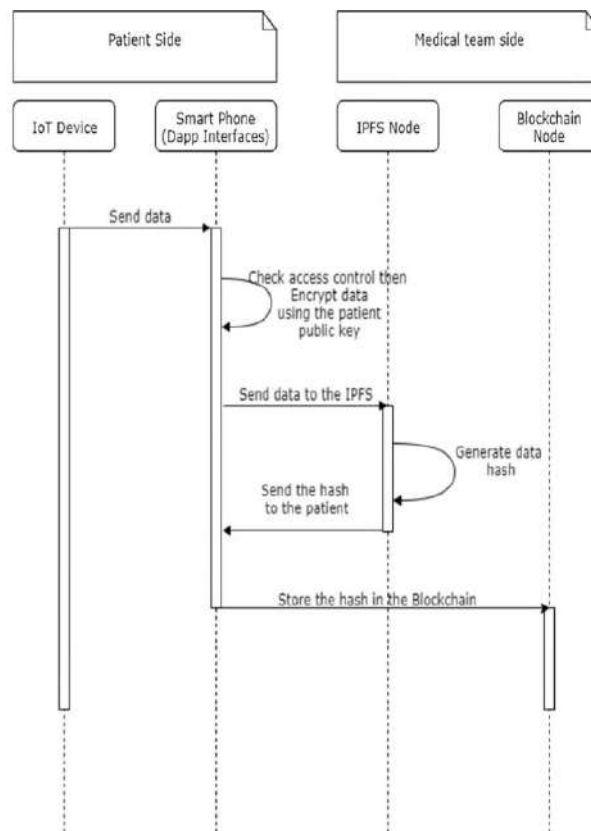 Patient Side
Medical team side
IoT Device
Smart Phone
(Dapp Interfaces)
IPFS Node
Blockchain
Node
Send data
Check access control then
Encrypt data
using the patient
public key
Send data to the IPFS
Generate data
hash
Send the hash
to the patient
Store the hash in the Blockchain